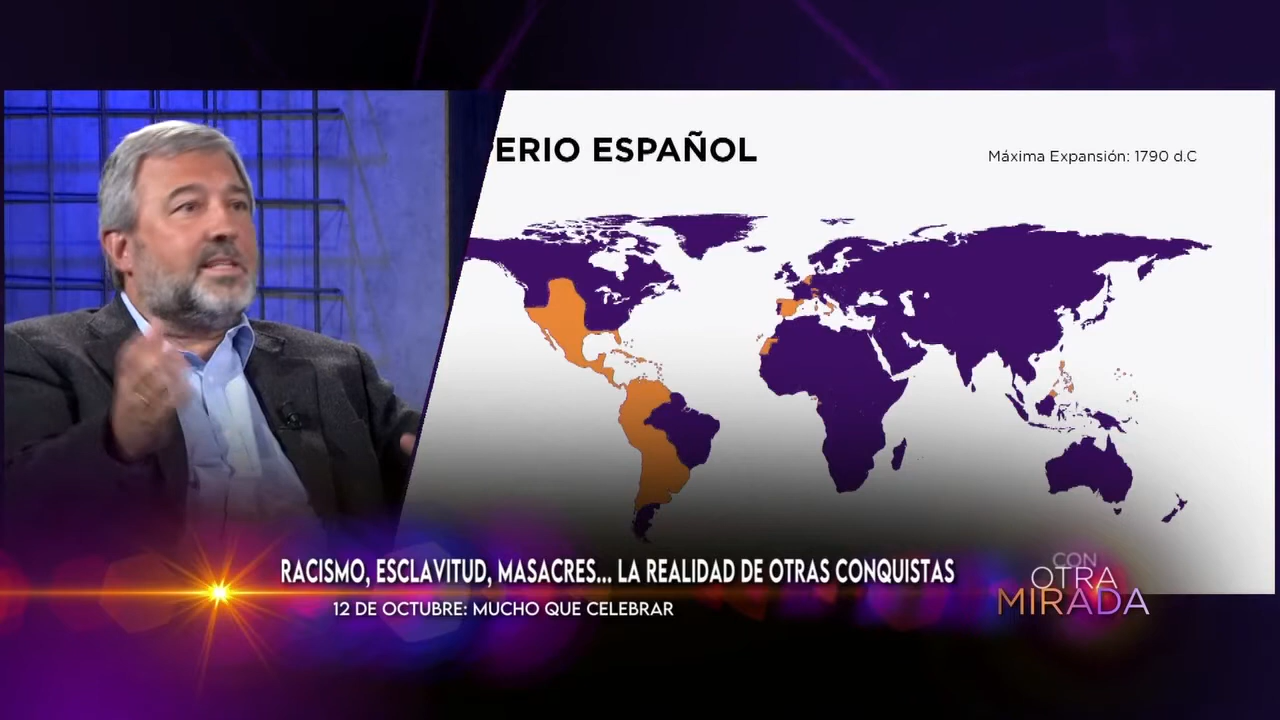 ERIO ESPAÑOL
Máxima Expansión: 1790 d.C
RACISMO, ESCLAVITUD, MASACRES... LA REALIDAD DE OTRAS CONQUISTAS
12 DE OCTUBRE: MUCHO QUE CELEBRAR
CON
OTRA
MIRADA